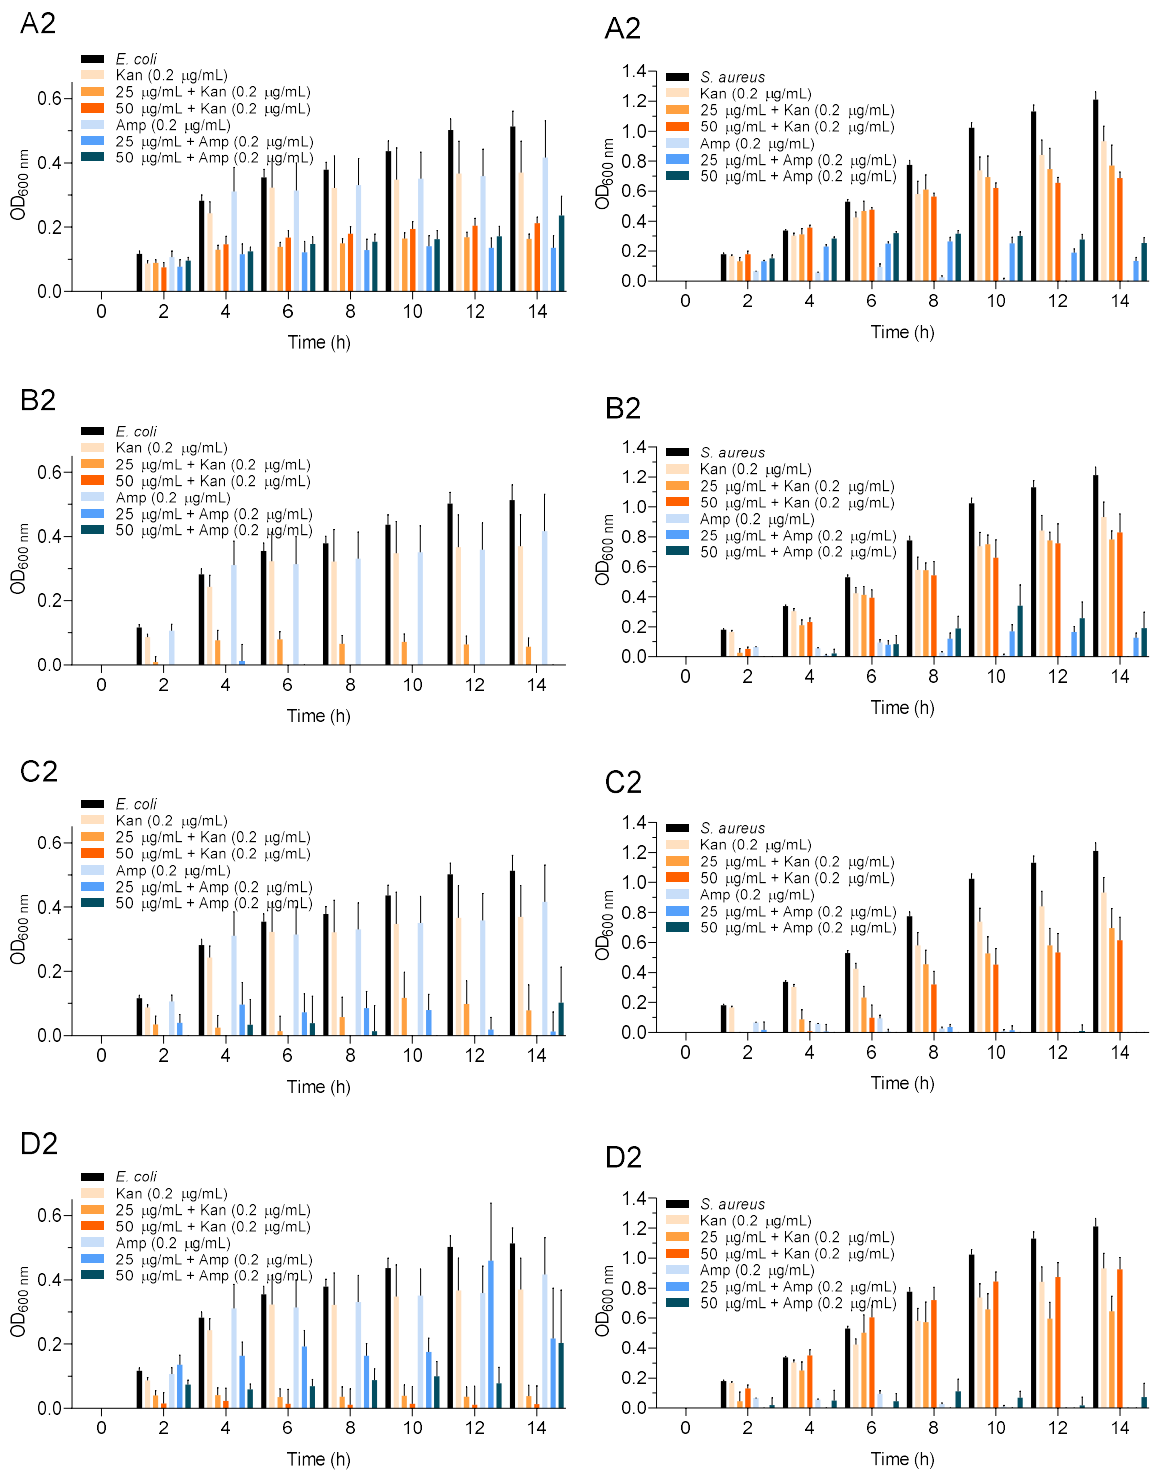 A2
E. coli
Kan (0.2 µg/mL)
25 µg/mL + Kan (0.2 µg/mL)
50 µg/mL + Kan (0.2 µg/mL)
Amp (0.2 µg/mL)
25 µg/mL + Amp (0.2 µg/mL)
50 µg/mL + Amp (0.2 µg/mL)
OD600 nm
0.6
0.4
0.2
0.0
0 2 4 6 8 10 12 14
Time (h)
A2
S. aureus
Kan (0.2 µg/mL)
25 µg/mL + Kan (0.2 µg/mL)
50 µg/mL + Kan (0.2 µg/mL)
Amp (0.2 µg/mL)
25 µg/mL + Amp (0.2 µg/mL)
50 µg/mL + Amp (0.2 µg/mL)
OD600 nm
1.4
1.2
1.0
0.8
0.6
0.4
0.2
0.0
0 2 4 6 8 10 12 14
Time (h)
B2
E. coli
Kan (0.2 µg/mL)
25 µg/mL + Kan (0.2 µg/mL)
50 µg/mL + Kan (0.2 µg/mL)
Amp (0.2 µg/mL)
25 µg/mL + Amp (0.2 µg/mL)
50 µg/mL + Amp (0.2 µg/mL)
OD600 nm
0.6
0.4
0.2
0.0
0 2 4 6 8 10 12 14
Time (h)
B2
S. aureus
Kan (0.2 µg/mL)
25 µg/mL + Kan (0.2 µg/mL)
50 µg/mL + Kan (0.2 µg/mL)
Amp (0.2 µg/mL)
25 µg/mL + Amp (0.2 µg/mL)
50 µg/mL + Amp (0.2 µg/mL)
OD600 nm
1.4
1.2
1.0
0.8
0.6
0.4
0.2
0.0
0 2 4 6 8 10 12 14
Time (h)
C2
E. coli
Kan (0.2 µg/mL)
25 µg/mL + Kan (0.2 µg/mL)
50 µg/mL + Kan (0.2 µg/mL)
Amp (0.2 µg/mL)
25 µg/mL + Amp (0.2 µg/mL)
50 µg/mL + Amp (0.2 µg/mL)
OD600 nm
0.6
0.4
0.2
0.0
0 2 4 6 8 10 12 14
Time (h)
C2
S. aureus
Kan (0.2 µg/mL)
25 µg/mL + Kan (0.2 µg/mL)
50 µg/mL + Kan (0.2 µg/mL)
Amp (0.2 µg/mL)
25 µg/mL + Amp (0.2 µg/mL)
50 µg/mL + Amp (0.2 µg/mL)
OD600 nm
1.4
1.2
1.0
0.8
0.6
0.4
0.2
0.0
0 2 4 6 8 10 12 14
Time (h)
D2
E. coli
Kan (0.2 µg/mL)
25 µg/mL + Kan (0.2 µg/mL)
50 µg/mL + Kan (0.2 µg/mL)
Amp (0.2 µg/mL)
25 µg/mL + Amp (0.2 µg/mL)
50 µg/mL + Amp (0.2 µg/mL)
OD600 nm
0.6
0.4
0.2
0.0
0 2 4 6 8 10 12 14
Time (h)
D2
S. aureus
Kan (0.2 µg/mL)
25 µg/mL + Kan (0.2 µg/mL)
50 µg/mL + Kan (0.2 µg/mL)
Amp (0.2 µg/mL)
25 µg/mL + Amp (0.2 µg/mL)
50 µg/mL + Amp (0.2 µg/mL)
OD600 nm
1.4
1.2
1.0
0.8
0.6
0.4
0.2
0.0
0 2 4 6 8 10 12 14
Time (h)